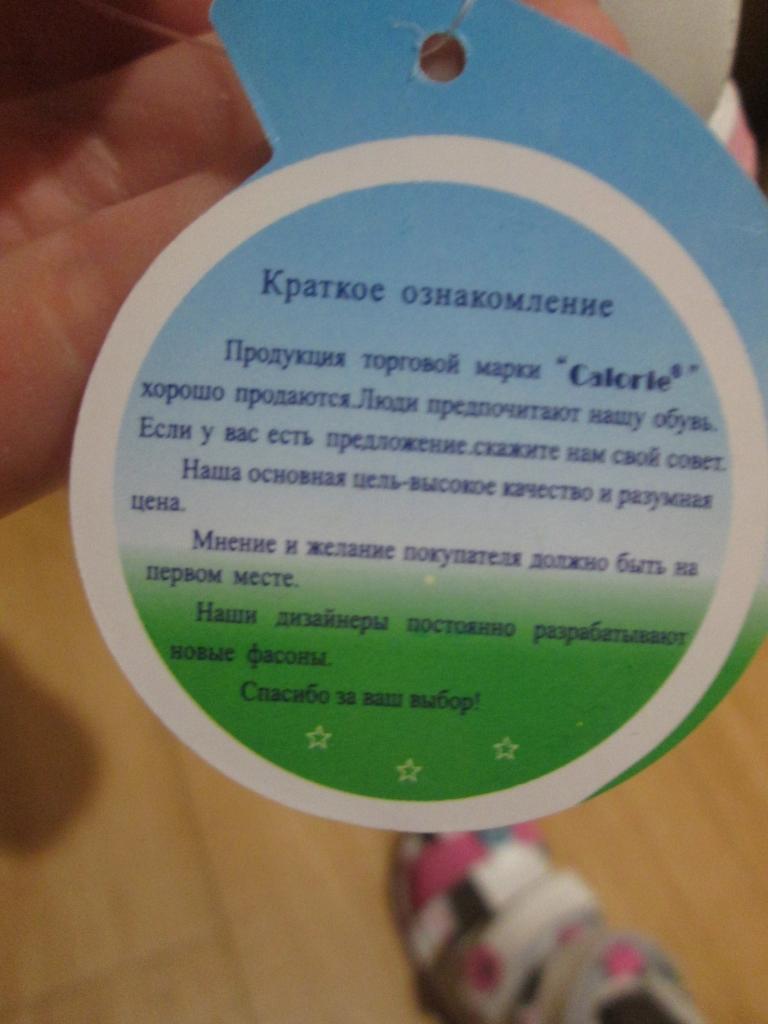 Краткое ознакомление
Продукция торговой марки "Calorie®"
хорошо продаются.Люди предпочитают нашу обувь.
Если у вас есть предложение.скажите нам свой совет.
Наша основная цель-высокое качество и разумная
цена.
Мнение и желание покупателя должно быть на
первом месте.
Наши дизайнеры постоянно разрабатывают
новые фасоны.
Спасибо за ваш выбор!